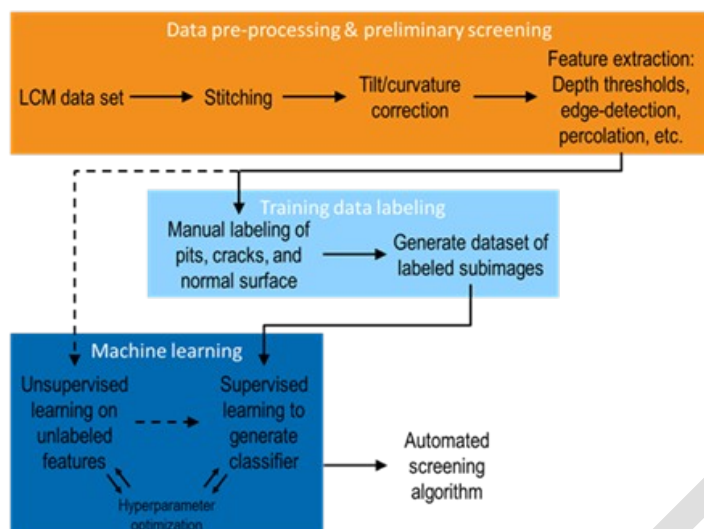 Data pre-processing & preliminary screening
LCM data set
Stitching
Tilt/curvature
correction
Feature extraction:
Depth thresholds,
edge-detection,
percolation, etc.
Training data labeling
Manual labeling of
pits, cracks, and
normal surface
Generate dataset of
labeled subimages
Machine learning
Unsupervised
learning on
unlabeled
features
Supervised
learning to
generate
classifier
Hyperparameter
optimization
Automated
screening
algorithm